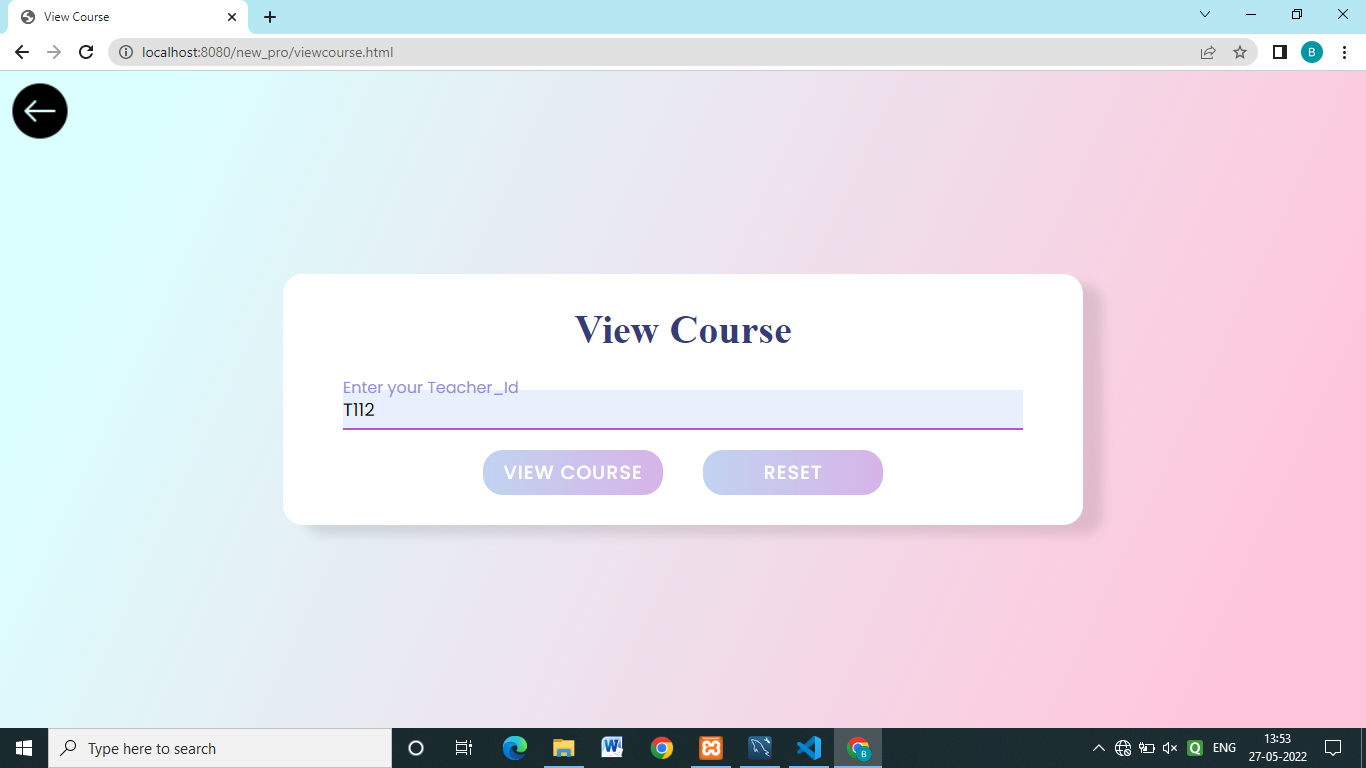 View Course
localhost:8080/new_pro/viewcourse.html
B
View Course
Enter your Teacher_Id
T112
VIEW COURSE RESET
Type here to search
W
B
Q
ENG
13:53
27-05-2022